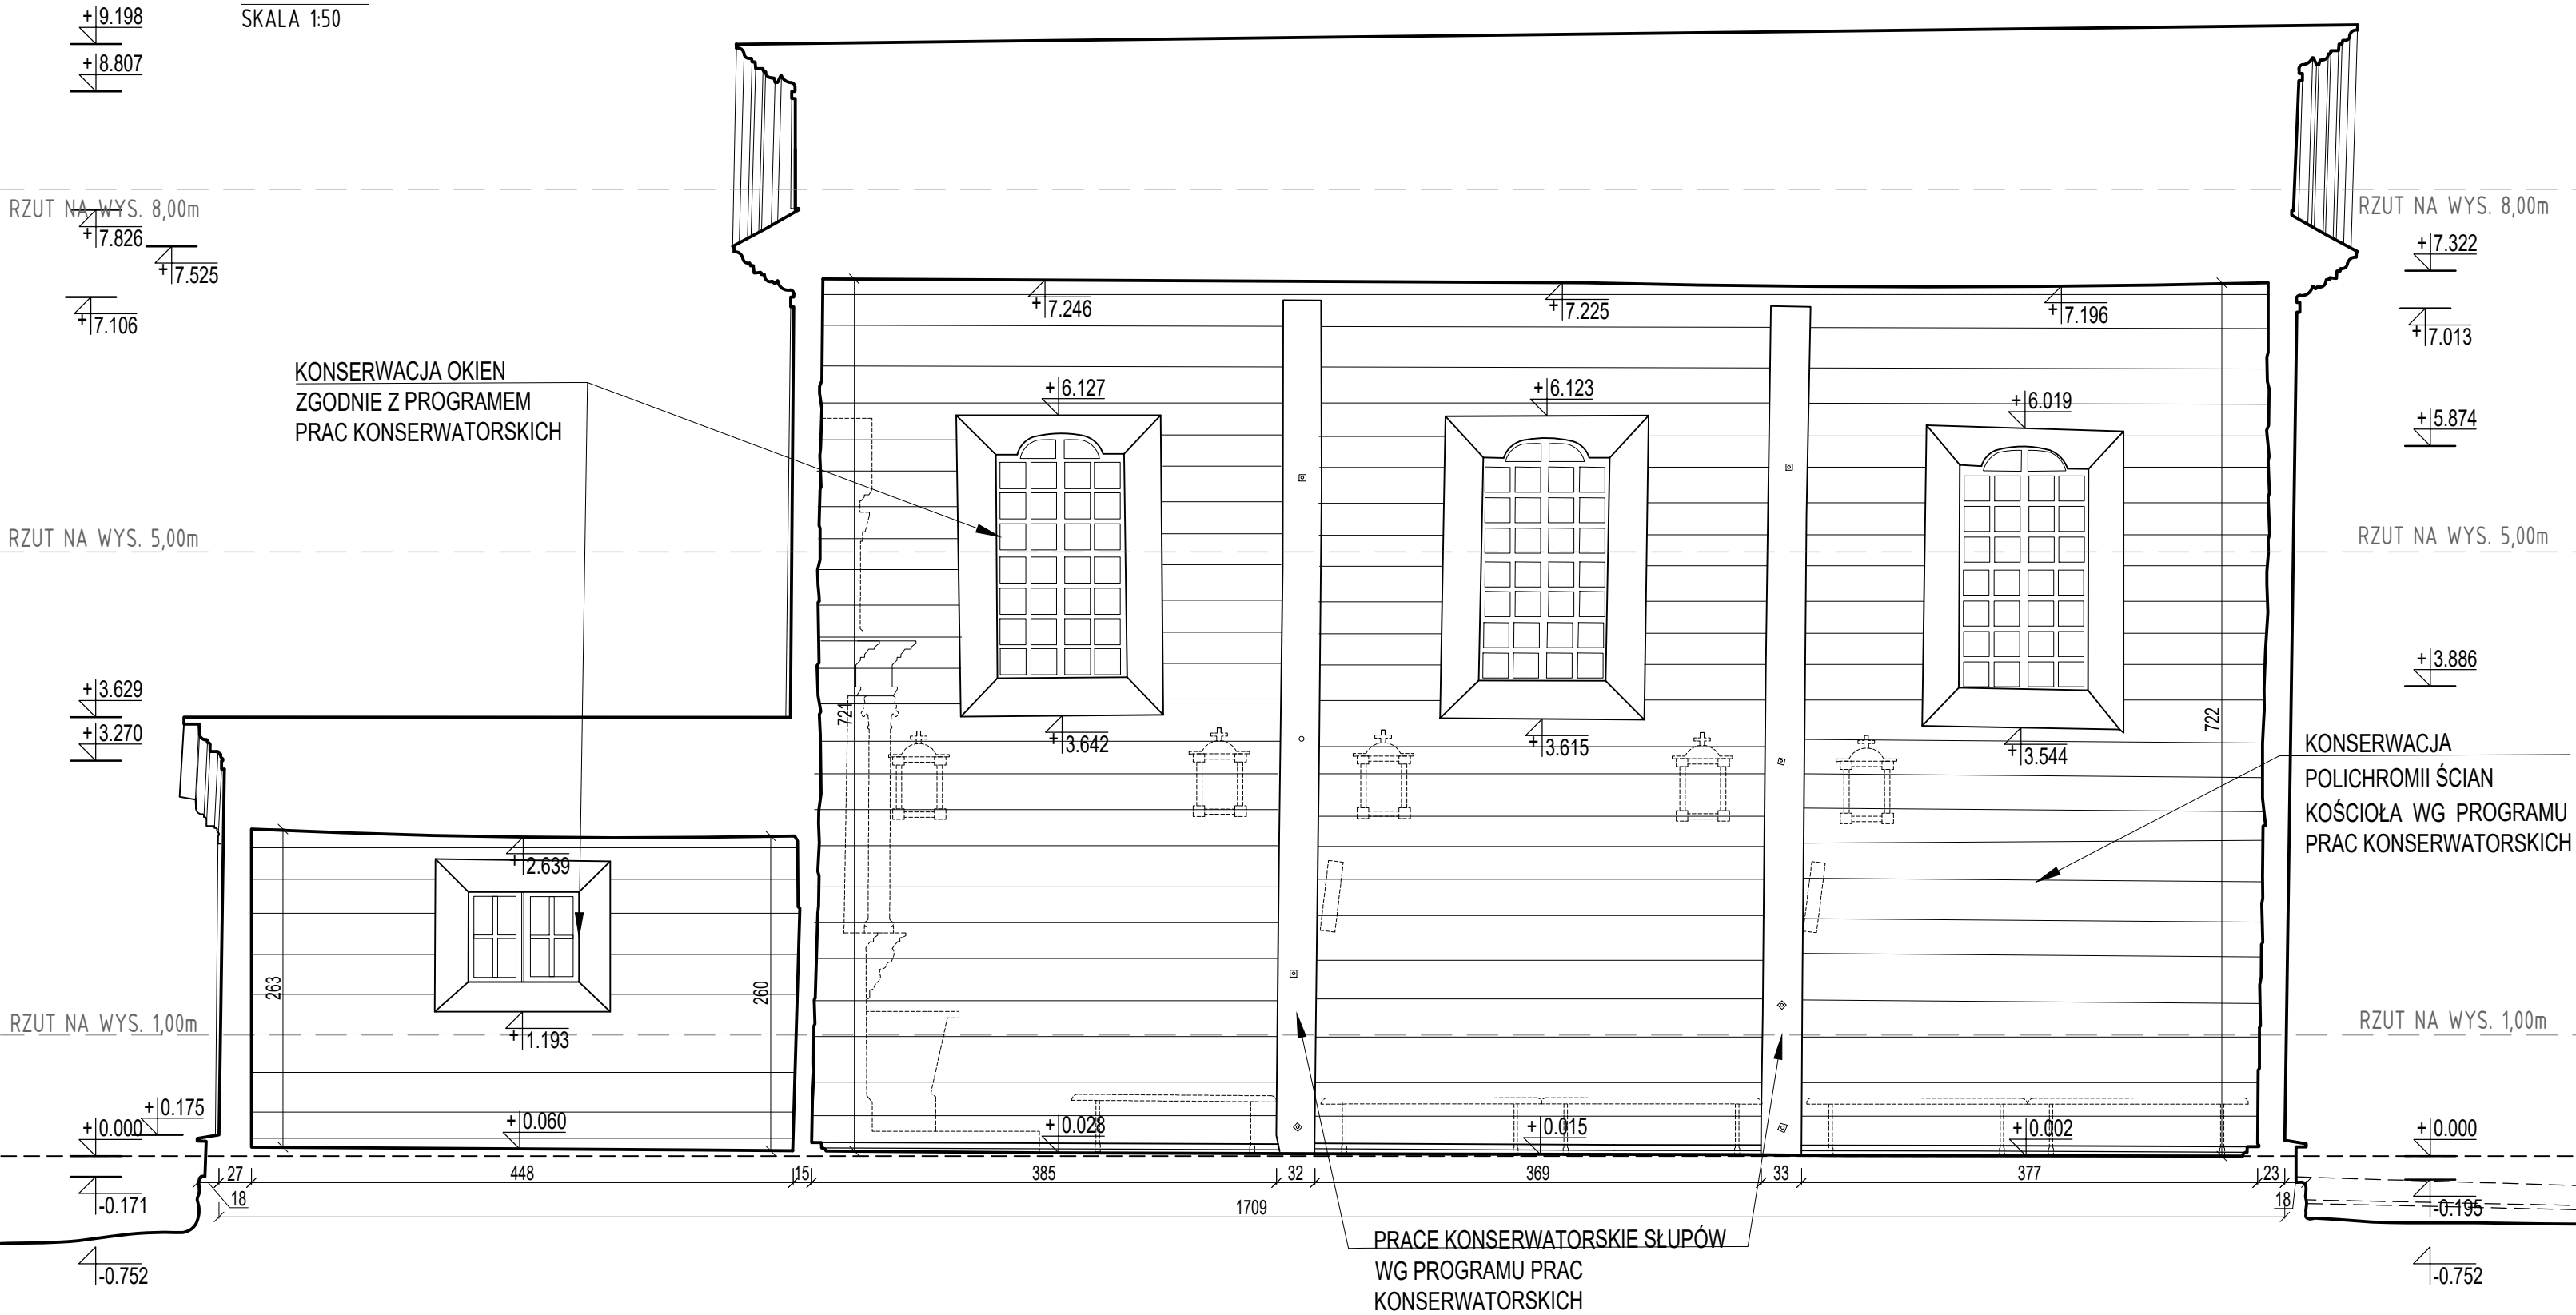 +9.198
SKALA 1:50
+8.807
RZUT NA WYS. 8,00m
RZUT NA WYS. 8,00m
+7.826
+7.322
+7.525
+7.246
+7.225
+7.196
+7.106
+7.013
KONSERWACJA OKIEN
ZGODNIE Z PROGRAMEM
PRAC KONSERWATORSKICH
+6.127
+6.123
+6.019
+5.874
RZUT NA WYS. 5,00m
RZUT NA WYS. 5,00m
+3.886
+3.629
721
722
+3.270
+3.642
+3.615
+3.544
KONSERWACJA
POLICHROMII ŚCIAN
KOŚCIOŁA WG PROGRAMU
PRAC KONSERWATORSKICH
+2.639
263
260
RZUT NA WYS. 1,00m
RZUT NA WYS. 1,00m
+1.193
+0.175
+0.000
+0.060
+0.028
+0.015
+0.002
+0.000
27
448
15
385
32
369
33
377
23
18
18
-0.171
1709
-0.195
PRACE KONSERWATORSKIE SŁUPÓW
WG PROGRAMU PRAC
KONSERWATORSKICH
-0.752
-0.752